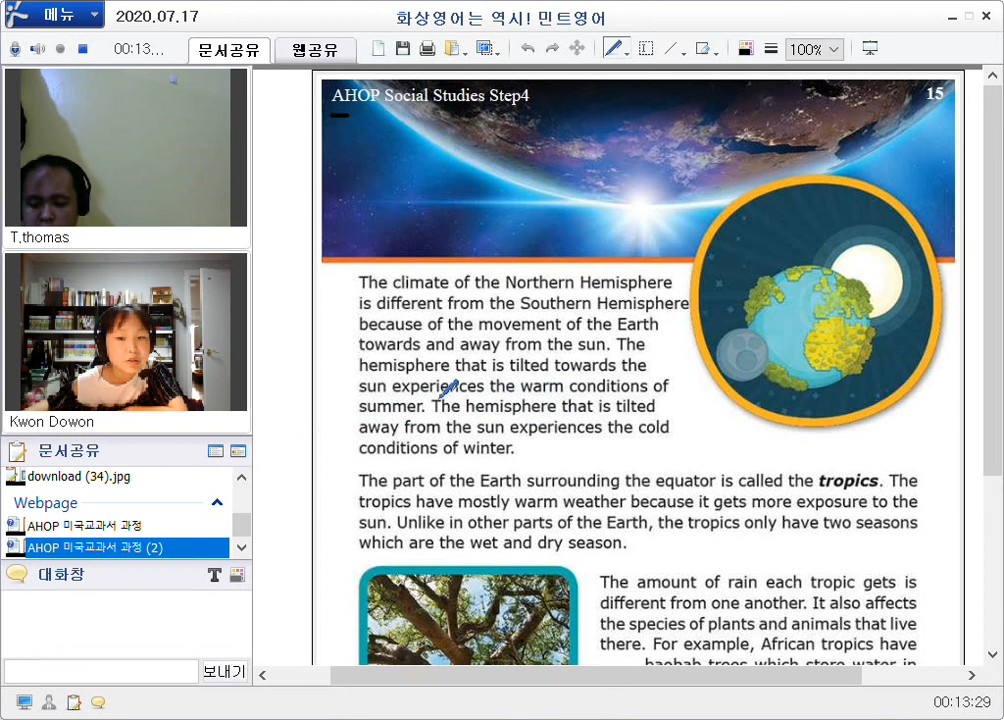 메뉴
2020.07.17
화상영어는 역시! 민트영어
00:13...
문서공유
웹공유
100%
T,thomas
Kwon Dowon
문서공유
download (34).jpg
Webpage
AHOP 미국교과서 과정
AHOP 미국교과서 과정 (2)
대화창
보내기
AHOP Social Studies Step4
15
The climate of the Northern Hemisphere
is different from the Southern Hemisphere
because of the movement of the Earth
towards and away from the sun. The
hemisphere that is tilted towards the
sun experiences the warm conditions of
summer. The hemisphere that is tilted
away from the sun experiences the cold
conditions of winter.
The part of the Earth surrounding the equator is called the tropics. The
tropics have mostly warm weather because it gets more exposure to the
sun. Unlike in other parts of the Earth, the tropics only have two seasons
which are the wet and dry season.
The amount of rain each tropic gets is
different from one another. It also affects
the species of plants and animals that live
there. For example, African tropics have
baobab trees which store water in
00:13:29